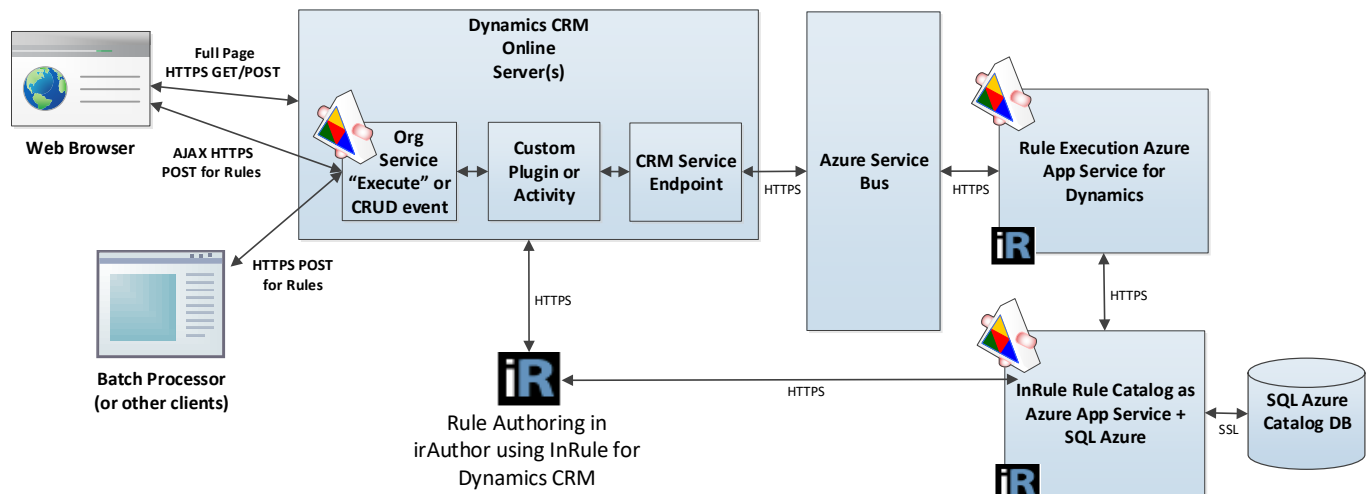 Dynamics CRM
Online
Server(s)
Full Page
HTTPS GET/POST
Web Browser
AJAX HTTPS
POST for Rules
Org
Service
“Execute” or
CRUD event
Custom
Plugin or
Activity
CRM Service
Endpoint
HTTPS
Azure Service
Bus
HTTPS
Rule Execution Azure
App Service for
Dynamics
iR
HTTPS POST
for Rules
Batch Processor
(or other clients)
HTTPS
HTTPS
iR
Rule Authoring in
irAuthor using InRule for
Dynamics CRM
HTTPS
InRule Rule Catalog as
Azure App Service +
SQL Azure
iR
SSL
SQL Azure
Catalog DB